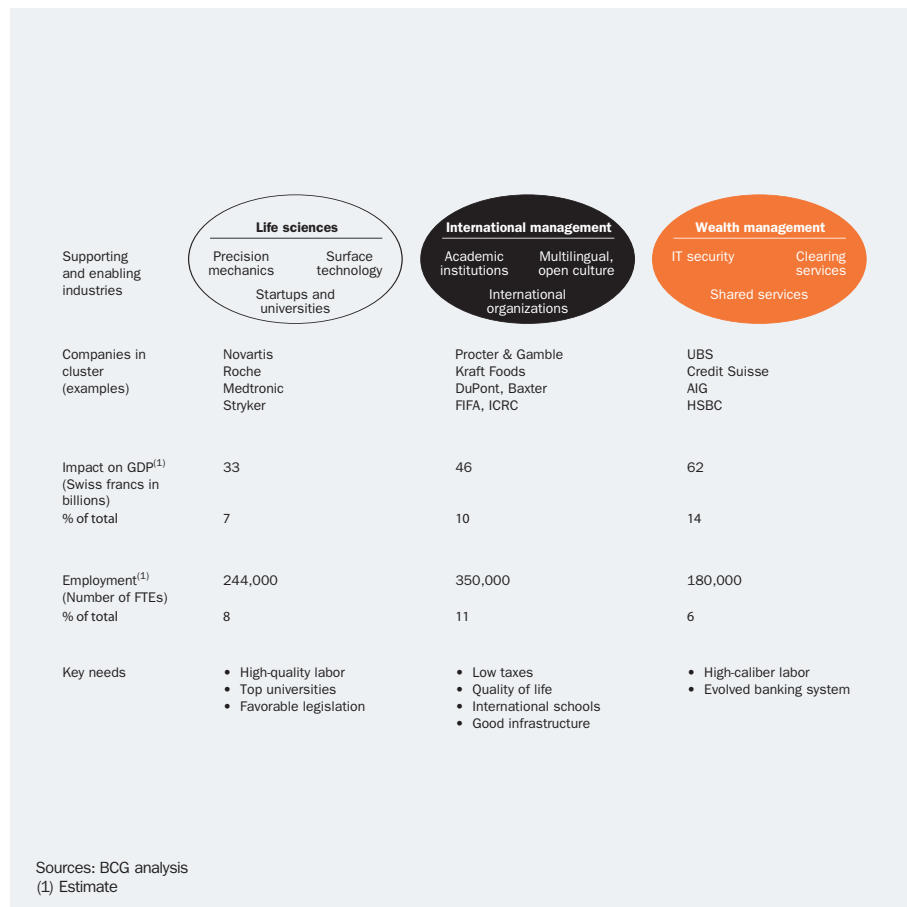 Life sciences
Precision mechanics
Surface technology
Startups and universities
International management
Academic institutions
Multilingual, open culture
International organizations
Wealth management
IT security
Clearing services
Shared services
Supporting
and enabling
industries
Companies in
cluster
(examples)
Novartis
Roche
Medtronic
Stryker
Procter & Gamble
Kraft Foods
DuPont, Baxter
FIFA, ICRC
UBS
Credit Suisse
AIG
HSBC
Impact on GDP(1)
(Swiss francs in
billions)
33
46
62
% of total
7
10
14
Employment(1)
(Number of FTEs)
244,000
350,000
180,000
% of total
8
11
6
Key needs
• High-quality labor
• Top universities
• Favorable legislation
• Low taxes
• Quality of life
• International schools
• Good infrastructure
• High-caliber labor
• Evolved banking system
Sources: BCG analysis
(1) Estimate